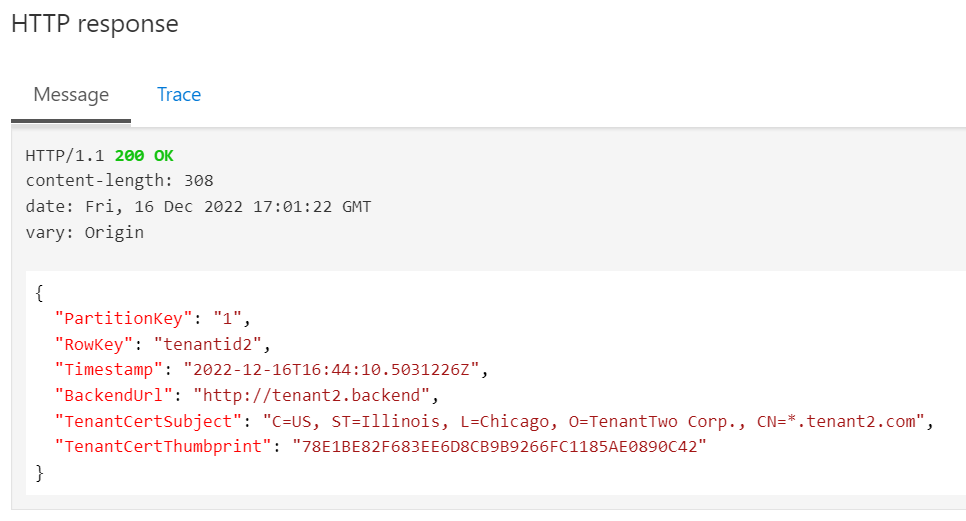 HTTP response
Message Trace
HTTP/1.1 200 OK
content-length: 308
date: Fri, 16 Dec 2022 17:01:22 GMT
vary: Origin
{
"PartitionKey": "1",
"RowKey": "tenantid2",
"Timestamp": "2022-12-16T16:44:10.5031226Z",
"BackendUrl": "http://tenant2.backend",
"TenantCertSubject": "C=US, ST=Illinois, L=Chicago, O=TenantTwo Corp., CN=*.tenant2.com",
"TenantCertThumbprint": "78E1BE82F683EE6D8CB9B9266FC1185AE0890C42"
}